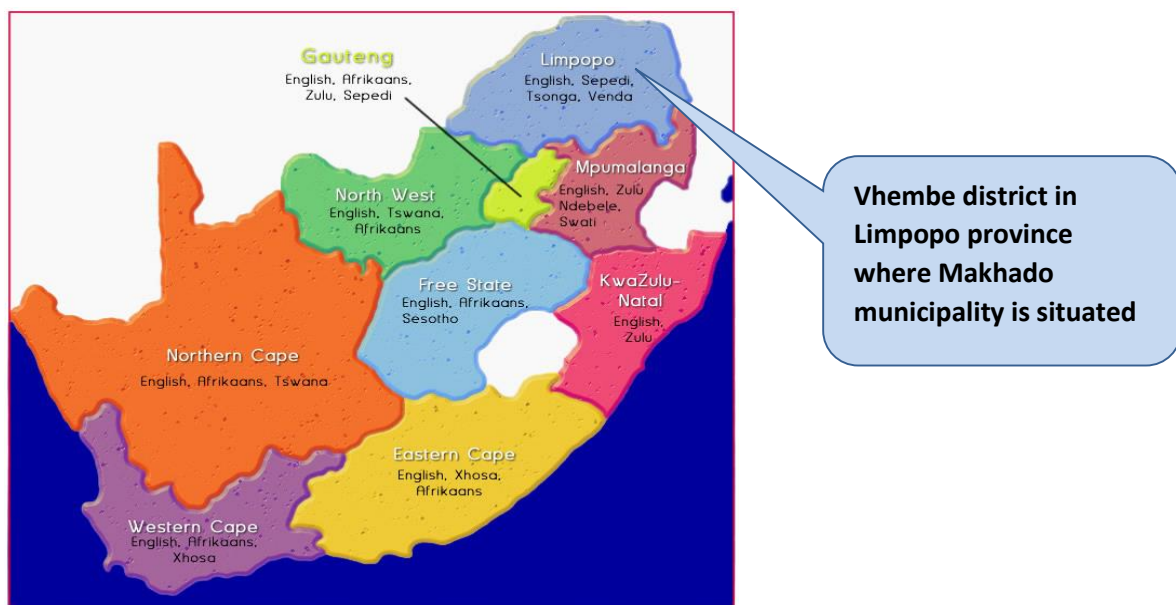 Gauteng
English, Afrikaans,
Zulu, Sepedi
Limpopo
English, Sepedi,
Tsonga, Venda
Mpumalanga
English, Zulu
Ndebele,
Swati
North West
English, Tswana,
Afrikaans
Vhembe district in
Limpopo province
where Makhado
municipality is situated
Free State
English, Afrikaans,
Sesotho
KwaZulu-
Natal
English,
Zulu
Northern Cape
English, Afrikaans, Tswana
Eastern Cape
English, Xhosa,
Afrikaans
Western Cape
English, Afrikaans,
Xhosa